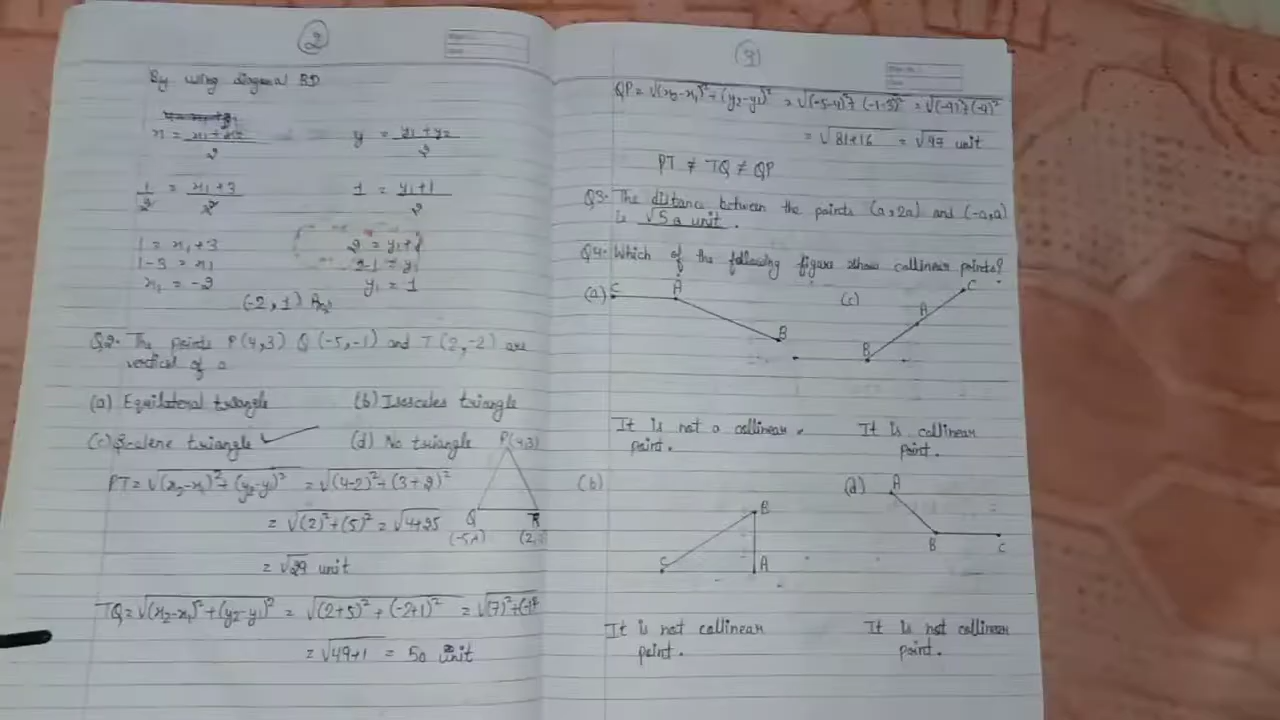 2
By using diagonal BD
x = x1+x2 / 2    y = y1+y2 / 2
1/2 = x1+3 / 2    1 = y1+1 / 2
1 = x1+3    2 = y1+1
1-3 = x1    2-1 = y1
x1 = -2    y1 = 1
(-2, 1) Ans
Q2. The points P(4,3) Q(-5,-1) and T(2,-2) are
vertical of a
(a) Equilateral triangle    (b) Isosceles triangle
(c) Scalene triangle ✓    (d) No triangle
P(4,3)
PT = √(x2-x1)²+(y2-y1)² = √(4-2)²+(3+2)²
= √(2)²+(5)² = √4+25
Q    R
(-5,-1)
= √29 unit
TQ = √(x2-x1)²+(y2-y1)² = √(2+5)²+(-2+1)² = √(7)²+(-1)²
= √49+1 = 50 unit
3
QP = √(x2-x1)²+(y2-y1)² = √(-5-4)²+(-1-3)² = √(-9)²+(-4)²
= √81+16 = √97 unit
PT ≠ TQ ≠ QP
Q3. The distance between the points (a,2a) and (-a,a)
is √5 a unit.
Q4. Which of the following figure show collinear points?
(a) C A B
(c) B A C
It is not a collinear
point.
It is collinear
point.
(b) C B A
(d) A B C
It is not collinear
point.
It is not collinear
point.